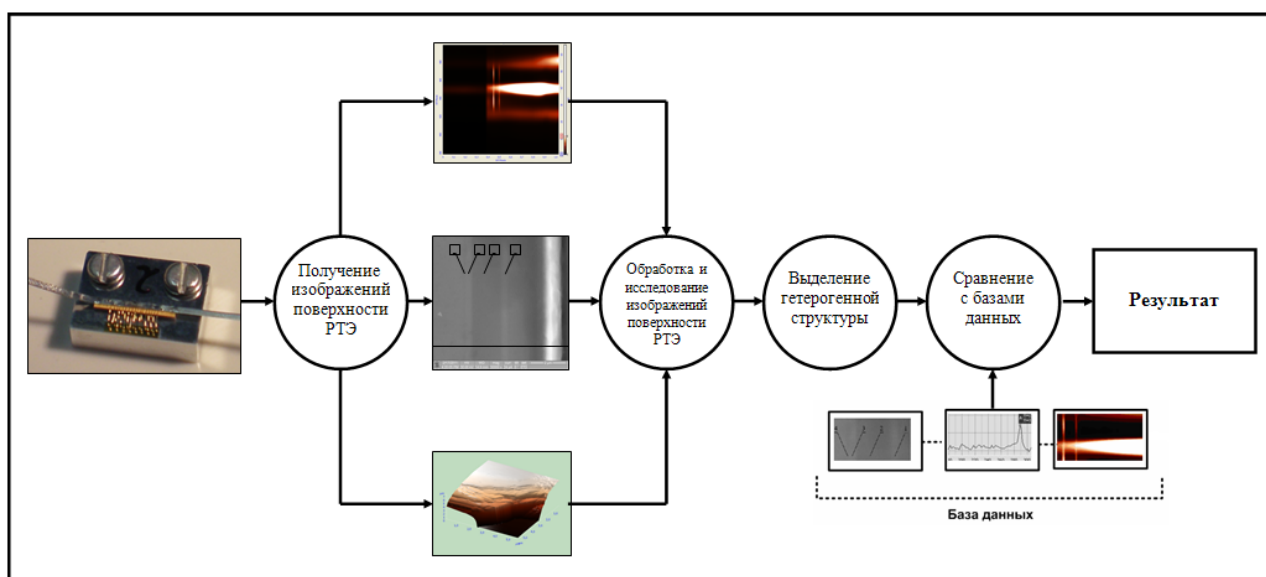 Получение
изображений
поверхности
РТЭ
Обработка и
исследование
изображений
поверхности
РТЭ
Выделение
гетерогенной
структуры
Сравнение
с базами
данных
Результат
База данных